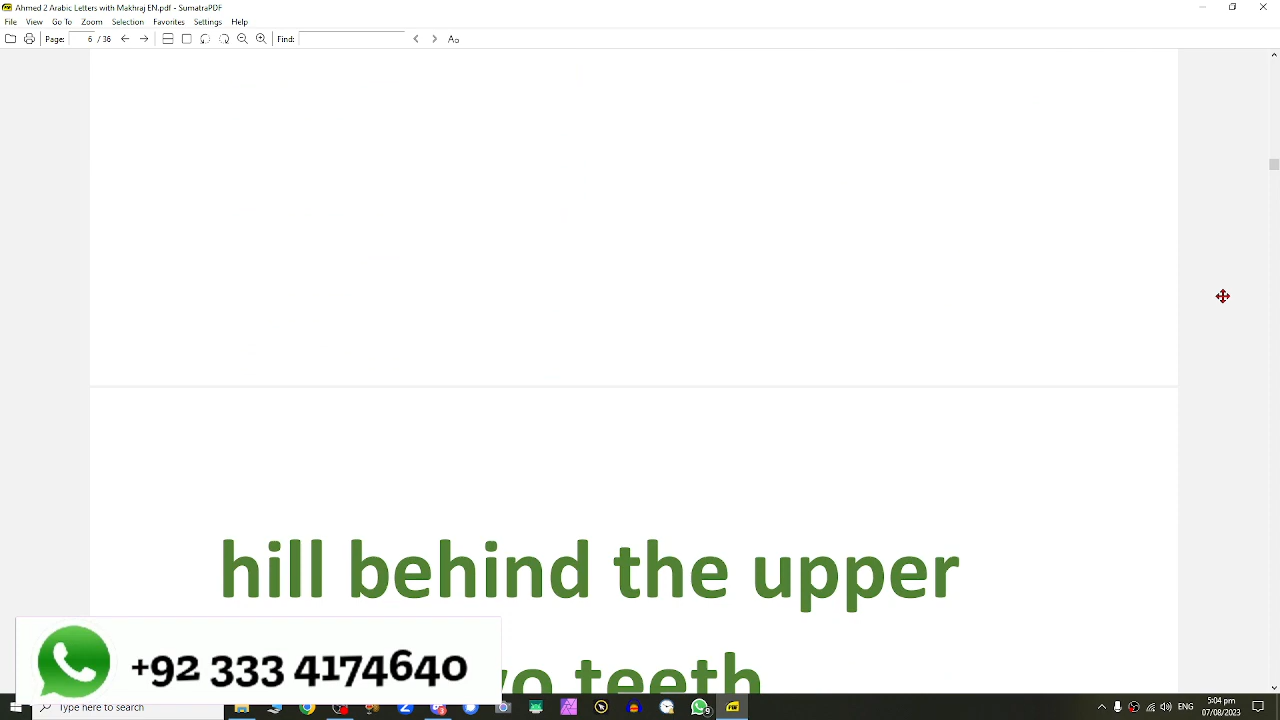 Ahmed 2 Arabic Letters with Makhraj EN.pdf - SumatraPDF
File View Go To Zoom Selection Favorites Settings Help
Page: 6 / 36 Find:
hill behind the upper
teeth
+92 333 4174640
Type here to search
ENG
5:04 pm
07/08/2023